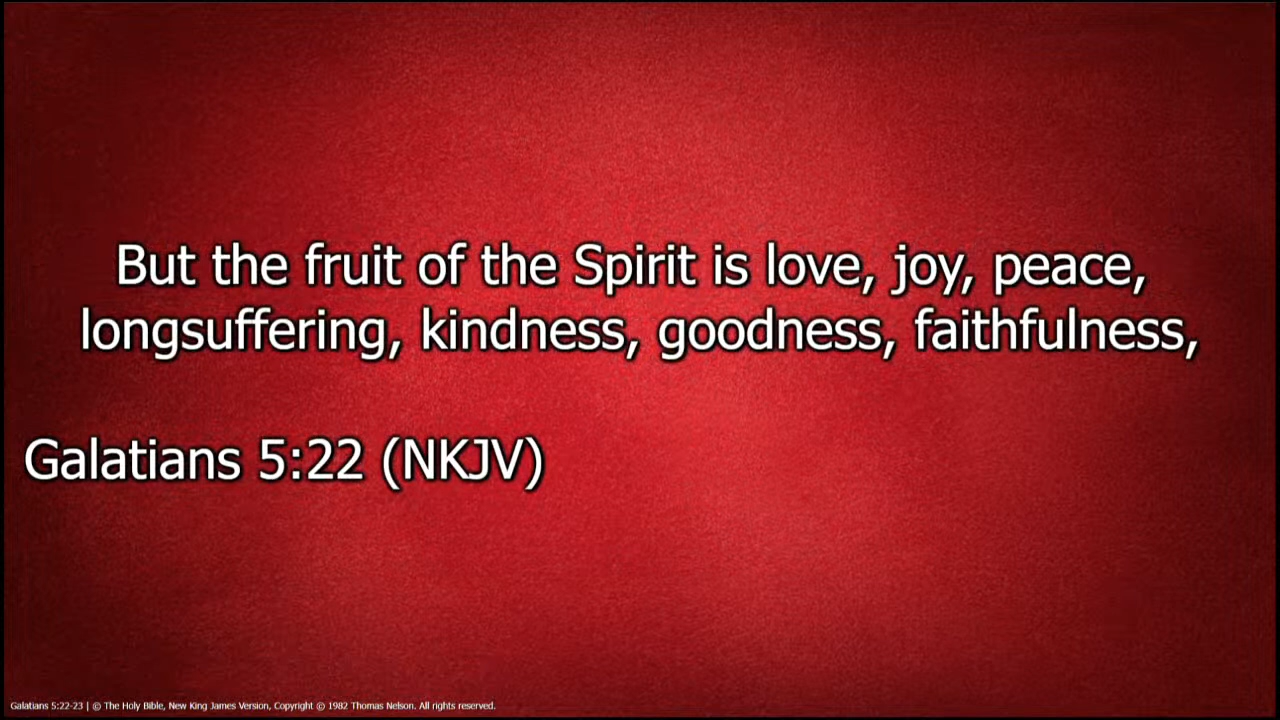 But the fruit of the Spirit is love, joy, peace,
longsuffering, kindness, goodness, faithfulness,
Galatians 5:22 (NKJV)
Galatians 5:22-23 | © The Holy Bible, New King James Version, Copyright © 1982 Thomas Nelson. All rights reserved.